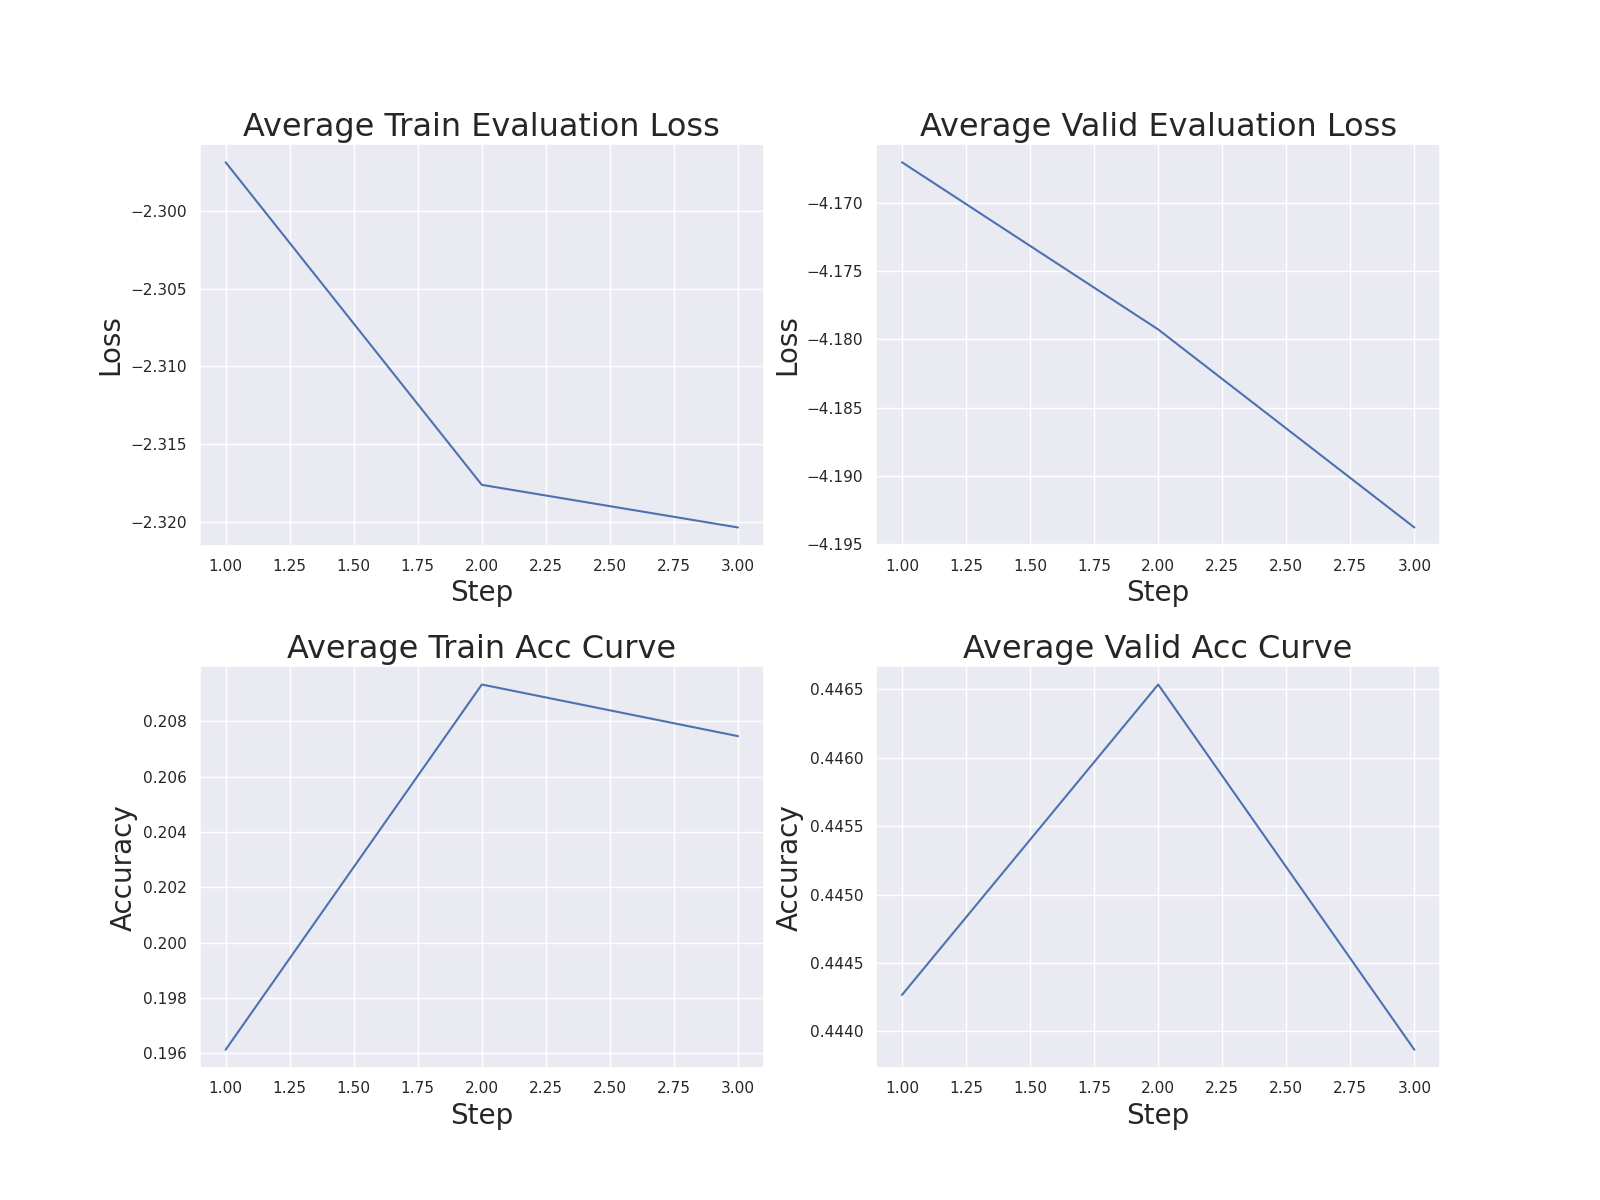 Average Train Evaluation Loss
Loss
−2.300
−2.305
−2.310
−2.315
−2.320
1.00 1.25 1.50 1.75 2.00 2.25 2.50 2.75 3.00
Step
Average Valid Evaluation Loss
Loss
−4.170
−4.175
−4.180
−4.185
−4.190
−4.195
1.00 1.25 1.50 1.75 2.00 2.25 2.50 2.75 3.00
Step
Average Train Acc Curve
Accuracy
0.208
0.206
0.204
0.202
0.200
0.198
0.196
1.00 1.25 1.50 1.75 2.00 2.25 2.50 2.75 3.00
Step
Average Valid Acc Curve
Accuracy
0.4465
0.4460
0.4455
0.4450
0.4445
0.4440
1.00 1.25 1.50 1.75 2.00 2.25 2.50 2.75 3.00
Step